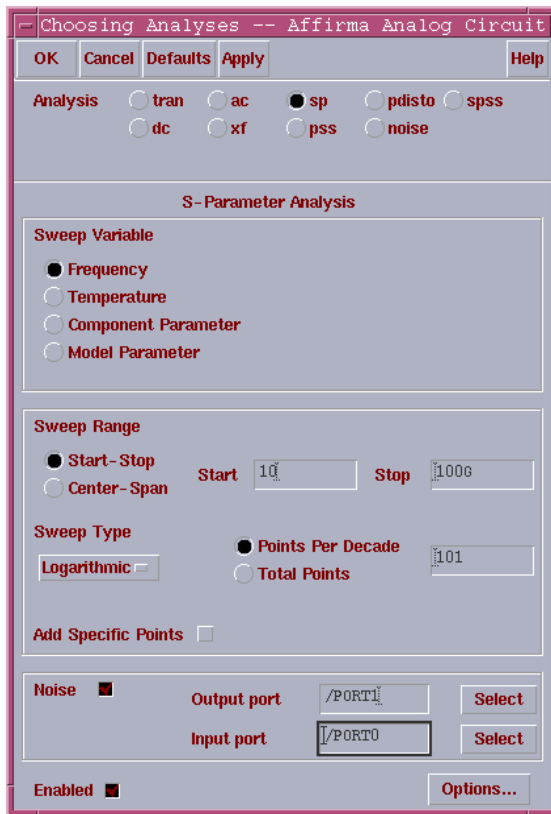 Choosing Analyses -- Affirma Analog Circuit
OK Cancel Defaults Apply Help
Analysis tran ac sp pdisto spss
dc xf pss noise
S-Parameter Analysis
Sweep Variable
Frequency
Temperature
Component Parameter
Model Parameter
Sweep Range
Start-Stop
Center-Span
Start 10 Stop 100G
Sweep Type
Logarithmic
Points Per Decade
Total Points
101
Add Specific Points
Noise Output port /PORT1 Select
Input port /PORT0 Select
Enabled Options...